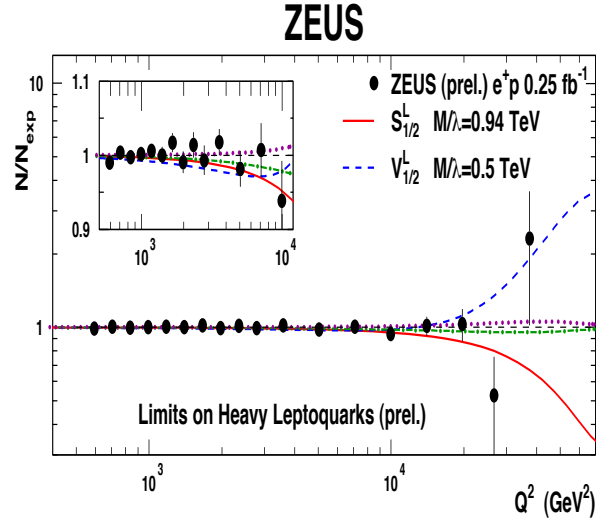 ZEUS
N/Nexp
10
1
1.1
1
0.9
10³
10⁴
ZEUS (prel.) e⁺p 0.25 fb⁻¹
S^L_1/2 M/λ=0.94 TeV
V^L_1/2 M/λ=0.5 TeV
Limits on Heavy Leptoquarks (prel.)
10³
10⁴
Q² (GeV²)